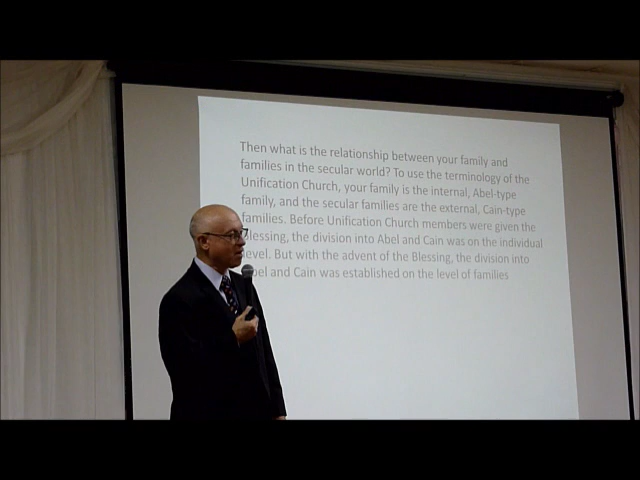 Then what is the relationship between your family and
families in the secular world? To use the terminology of the
Unification Church, your family is the internal, Abel-type
family, and the secular families are the external, Cain-type
families. Before Unification Church members were given the
Blessing, the division into Abel and Cain was on the individual
level. But with the advent of the Blessing, the division into
Abel and Cain was established on the level of families